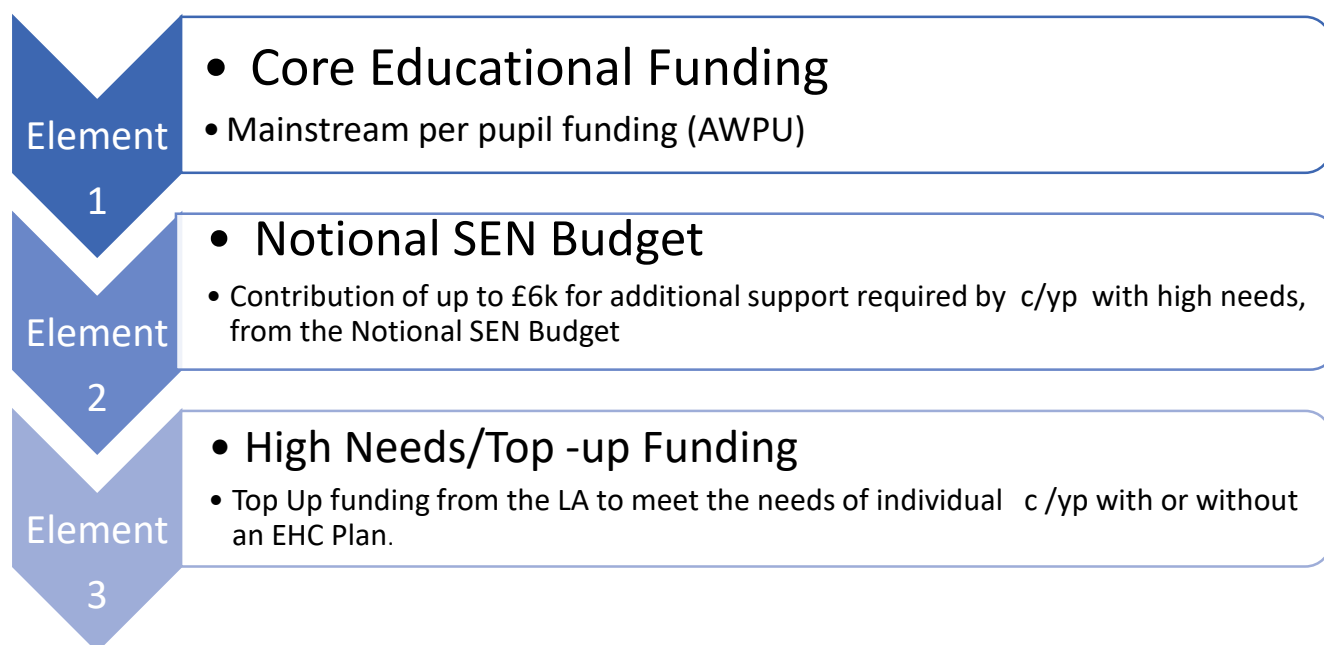 Element
1
• Core Educational Funding
• Mainstream per pupil funding (AWPU)
Element
2
• Notional SEN Budget
• Contribution of up to £6k for additional support required by c/yp with high needs,
from the Notional SEN Budget
Element
3
• High Needs/Top -up Funding
• Top Up funding from the LA to meet the needs of individual c /yp with or without
an EHC Plan.